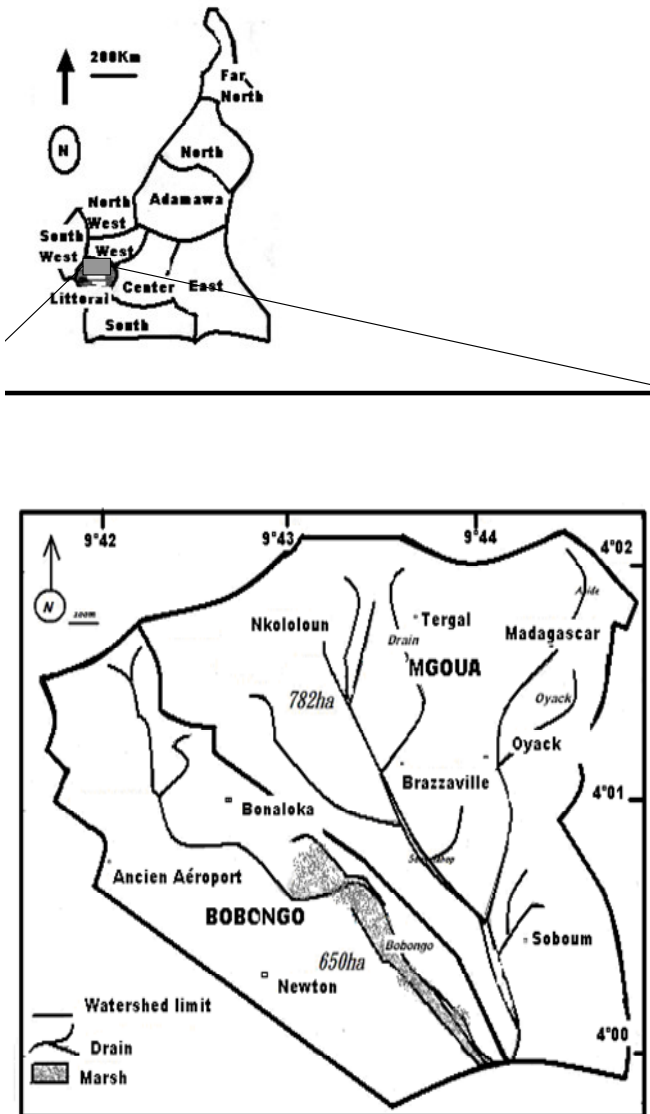 200Km
Far
North
N
North
Adamawa
North
West
South
West
West
Littoral
Center
East
South
9°42
9°43
9°44
4°02
N
Tergal
Nkololoun
Drain
Madagascar
MGOUA
782ha
Oyack
Oyack
Brazzaville
4°01
Bonaloka
Ancien Aéroport
BOBONGO
Bobongo
Soboum
650ha
Newton
Watershed limit
4°00
Drain
Marsh